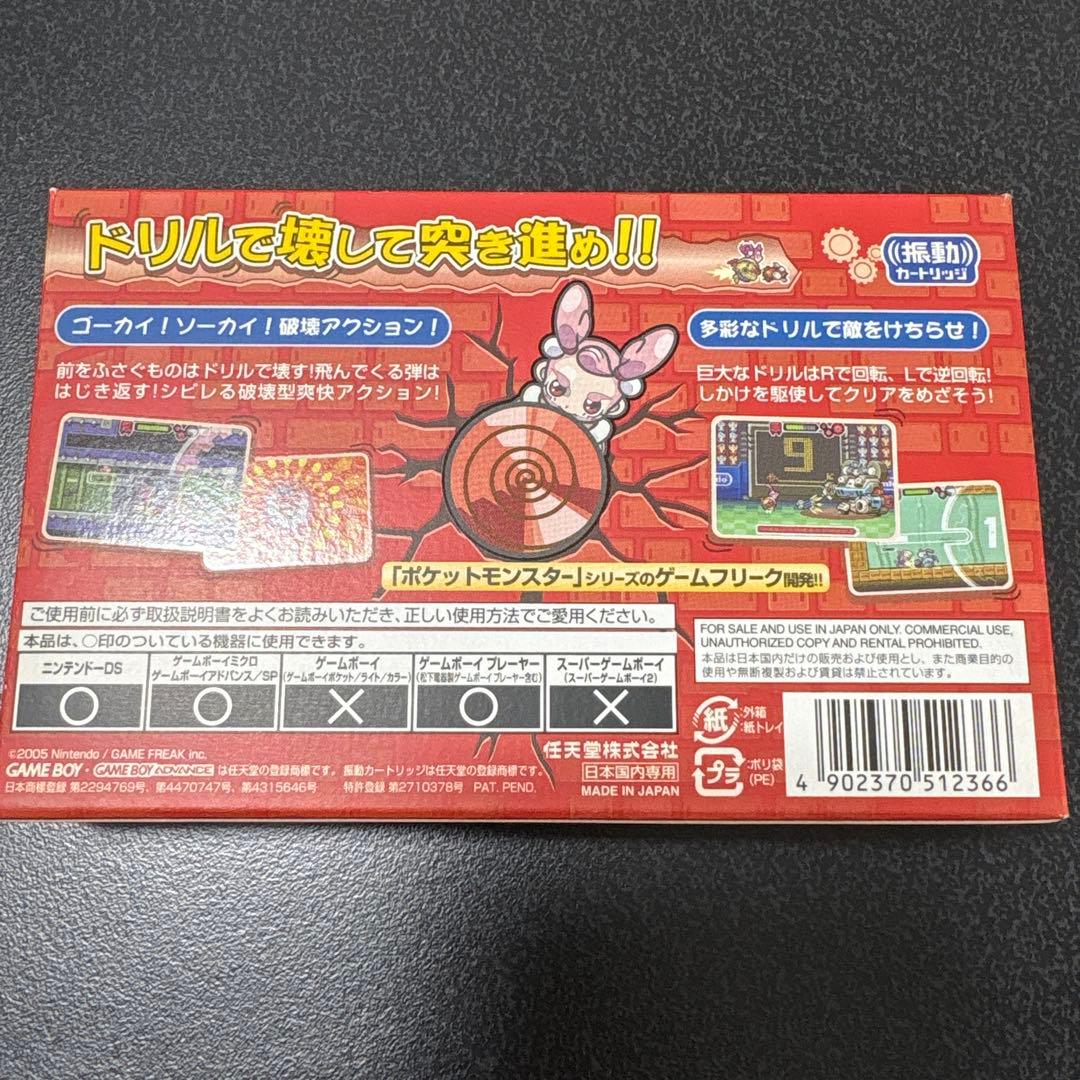 ドリルで壊して突き進め!!
((振動))
カートリッジ
ゴーカイ!ソーカイ!破壊アクション!
前をふさぐものはドリルで壊す!飛んでくる弾は
はじき返す!シビレる破壊型爽快アクション!
多彩なドリルで敵をけちらせ!
巨大なドリルはRで回転、Lで逆回転!
しかけを駆使してクリアをめざそう!
9
1
「ポケットモンスター」シリーズのゲームフリーク開発!!
ご使用前に必ず取扱説明書をよくお読みいただき、正しい使用方法でご愛用ください。
本品は、○印のついている機器に使用できます。
ニンテンドーDS
○
ゲームボーイミクロ
ゲームボーイアドバンス/SP
○
ゲームボーイ
(ゲームボーイポケット/ライト/カラー)
×
ゲームボーイ プレーヤー
(松下電器製ゲームボーイプレーヤー含む)
○
スーパーゲームボーイ
(スーパーゲームボーイ2)
×
FOR SALE AND USE IN JAPAN ONLY. COMMERCIAL USE,
UNAUTHORIZED COPY AND RENTAL PROHIBITED.
本品は日本国内だけの販売および使用とし、また商業目的の
使用や無断複製および賃貸は禁止されています。
©2005 Nintendo / GAME FREAK inc.
GAME BOY・GAME BOY ADVANCE は任天堂の登録商標です。 振動カートリッジは任天堂の登録商標です。
日本商標登録 第2294769号、第4470747号、第4315646号 特許登録 第2710378号 PAT. PEND.
任天堂株式会社
日本国内専用
MADE IN JAPAN
紙
:外箱
:紙トレイ
プラ
:ポリ袋
(PE)
4 902370 512366